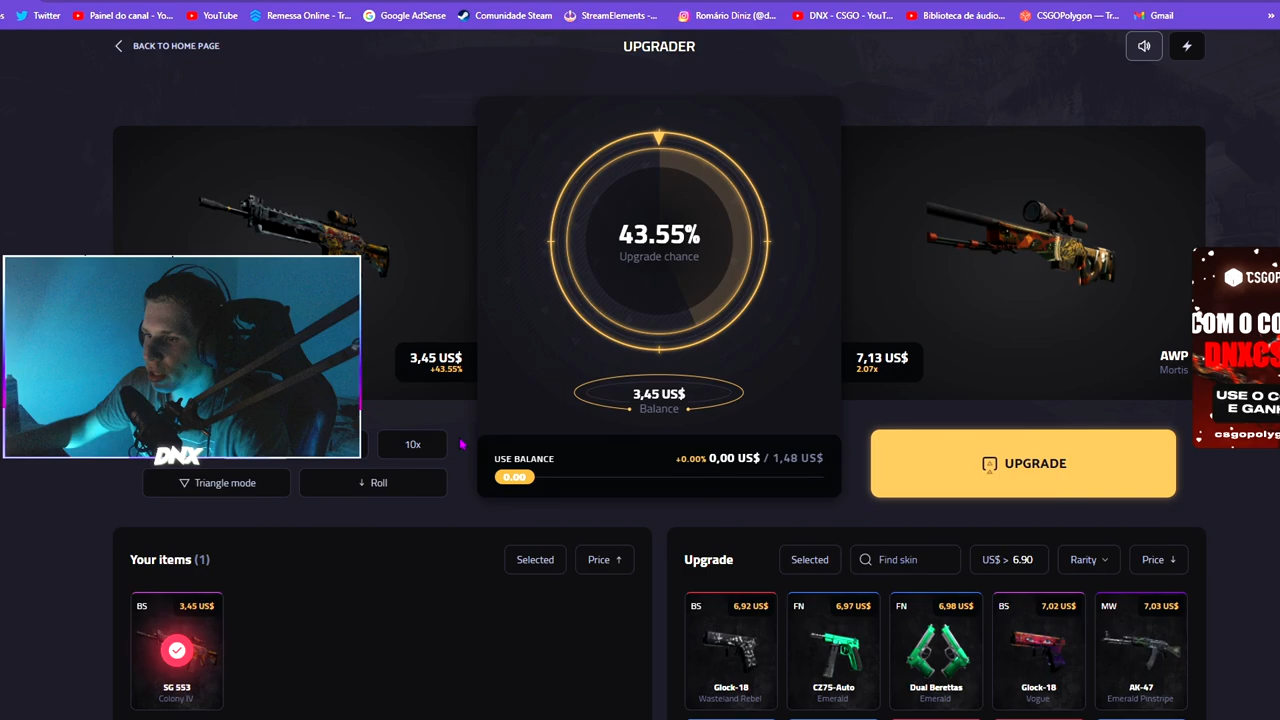 Twitter
Painel do canal - Yo...
YouTube
Remessa Online - Tr...
Google AdSense
Comunidade Steam
StreamElements -...
Romário Diniz (@d...
DNX - CSGO - YouT...
Biblioteca de áudio...
CSGOPolygon — Tr...
Gmail
»
BACK TO HOME PAGE
UPGRADER
43.55%
Upgrade chance
3,45 US$
+43.55%
7,13 US$
2.07x
AWP
Mortis
3,45 US$
Balance
COM O CO
DNXCS
USE O C
E GANH
csgopolyg
DNX
10x
Triangle mode
Roll
USE BALANCE
+0.00% 0,00 US$ / 1,48 US$
0.00
UPGRADE
Your items (1)
Selected
Price ↑
BS
3,45 US$
SG 553
Colony IV
Upgrade
Selected
Find skin
US$ > 6.90
Rarity
Price ↓
BS 6,92 US$
Glock-18
Wasteland Rebel
FN 6,97 US$
CZ75-Auto
Emerald
FN 6,98 US$
Dual Berettas
Emerald
BS 7,02 US$
Glock-18
Vogue
MW 7,03 US$
AK-47
Emerald Pinstripe